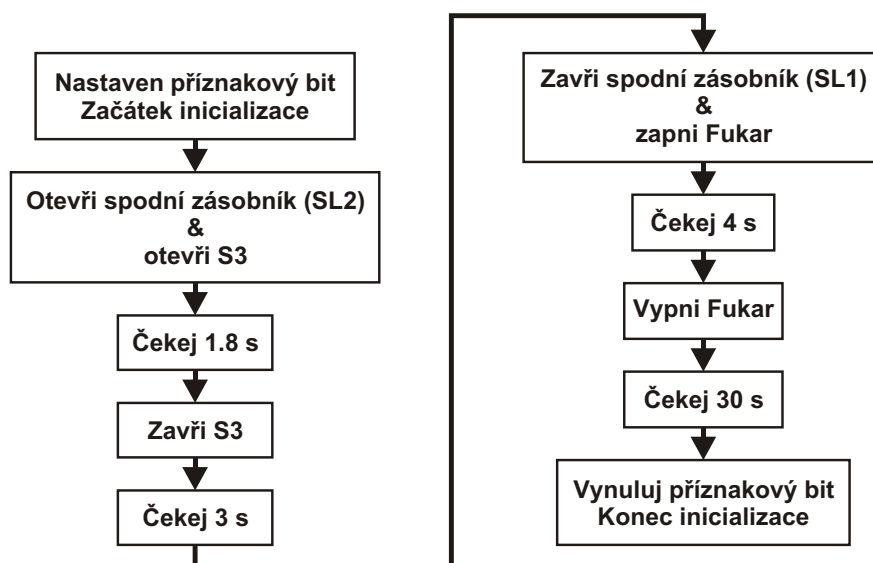 Nastaven příznakový bit
Začátek inicializace
Otevři spodní zásobník (SL2)
&
otevři S3
Čekej 1.8 s
Zavři S3
Čekej 3 s
Zavři spodní zásobník (SL1)
&
zapni Fukar
Čekej 4 s
Vypni Fukar
Čekej 30 s
Vynuluj příznakový bit
Konec inicializace